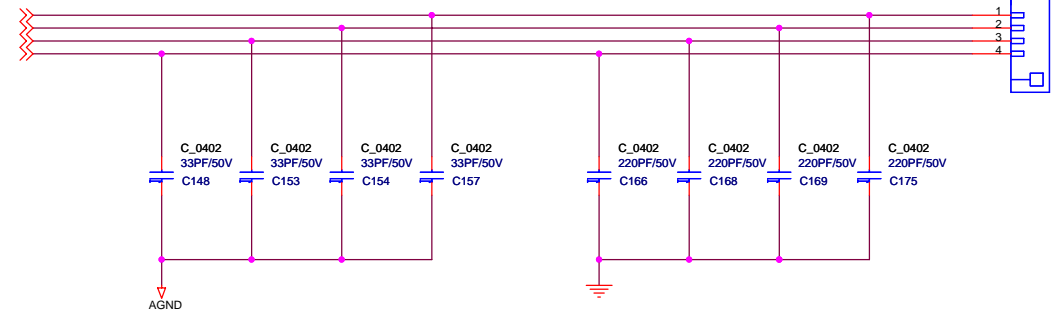 1
2
3
4
C_0402 C_0402 C_0402 C_0402 C_0402 C_0402 C_0402 C_0402
33PF/50V 33PF/50V 33PF/50V 33PF/50V 220PF/50V 220PF/50V 220PF/50V 220PF/50V
C148 C153 C154 C157 C166 C168 C169 C175
AGND